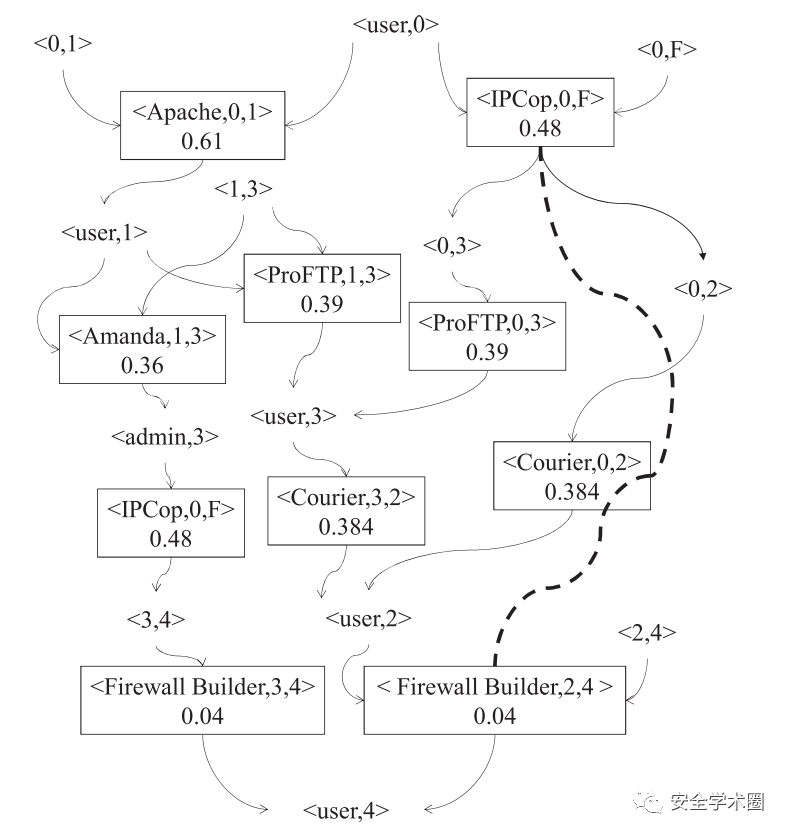 <user,0>
<0,1>
<0,F>
<Apache,0,1>
0.61
<IPCop,0,F>
0.48
<1,3>
<user,1>
<0,3>
<ProFTP,1,3>
0.39
<0,2>
<ProFTP,0,3>
0.39
<Amanda,1,3>
0.36
<user,3>
<admin,3>
<Courier,0,2>
0.384
<IPCop,0,F>
0.48
<Courier,3,2>
0.384
<3,4>
<user,2>
<2,4>
<Firewall Builder,3,4>
0.04
< Firewall Builder,2,4 >
0.04
<user,4>
安全学术圈